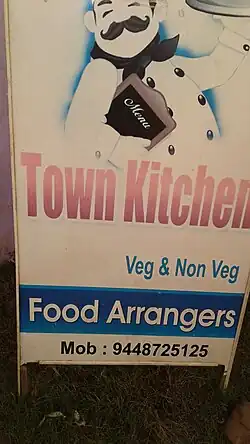 Menu
Town Kitchen
Veg & Non Veg
Food Arrangers
Mob : 9448725125